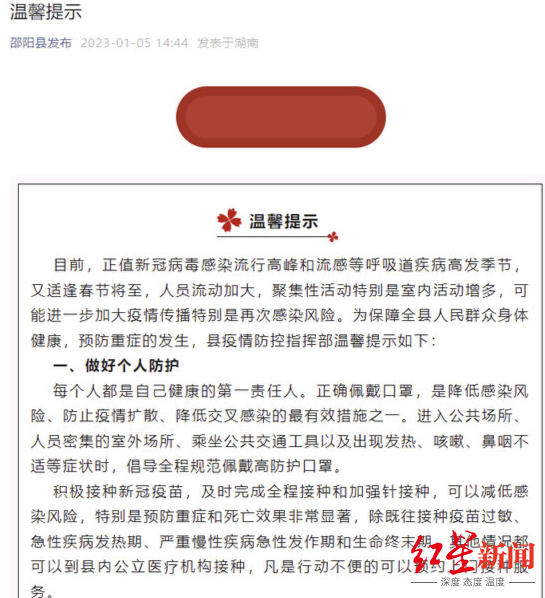 温馨提示
邵阳县发布 2023-01-05 14:44 发表于湖南
温馨提示
目前，正值新冠病毒感染流行高峰和流感等呼吸道疾病高发季节，
又适逢春节将至，人员流动加大，聚集性活动特别是室内活动增多，可
能进一步加大疫情传播特别是再次感染风险。为保障全县人民群众身体
健康，预防重症的发生，县疫情防控指挥部温馨提示如下：
一、做好个人防护
每个人都是自己健康的第一责任人。正确佩戴口罩，是降低感染风
险、防止疫情扩散、降低交叉感染的最有效措施之一。进入公共场所、
人员密集的室外场所、乘坐公共交通工具以及出现发热、咳嗽、鼻咽不
适等症状时，倡导全程规范佩戴高防护口罩。
积极接种新冠疫苗，及时完成全程接种和加强针接种，可以减低感
染风险，特别是预防重症和死亡效果非常显著，除既往接种疫苗过敏、
急性疾病发热期、严重慢性疾病急性发作期和生命终末期，其他情况都
可以到县内公立医疗机构接种，凡是行动不便的可以预约上门接种服
务。
红星新闻
深度 态度 温度